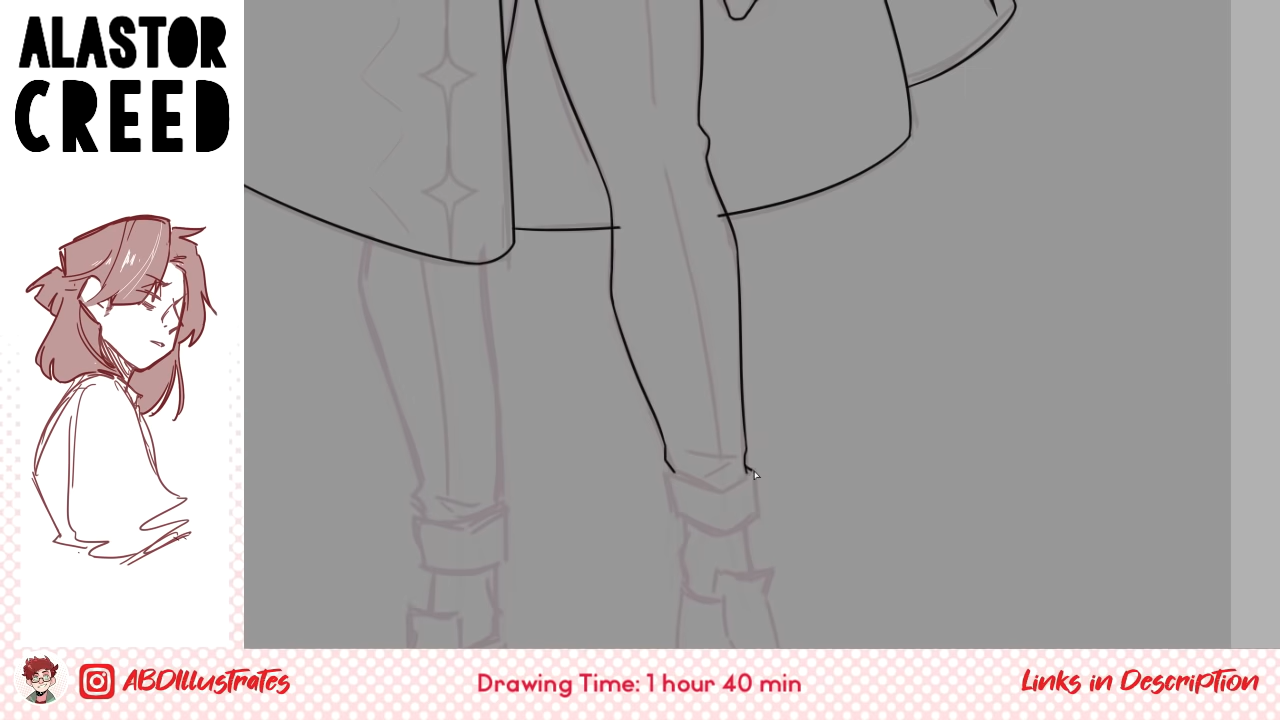 ALASTOR
CREED
ABDIllustrates
Drawing Time: 1 hour 40 min
Links in Description